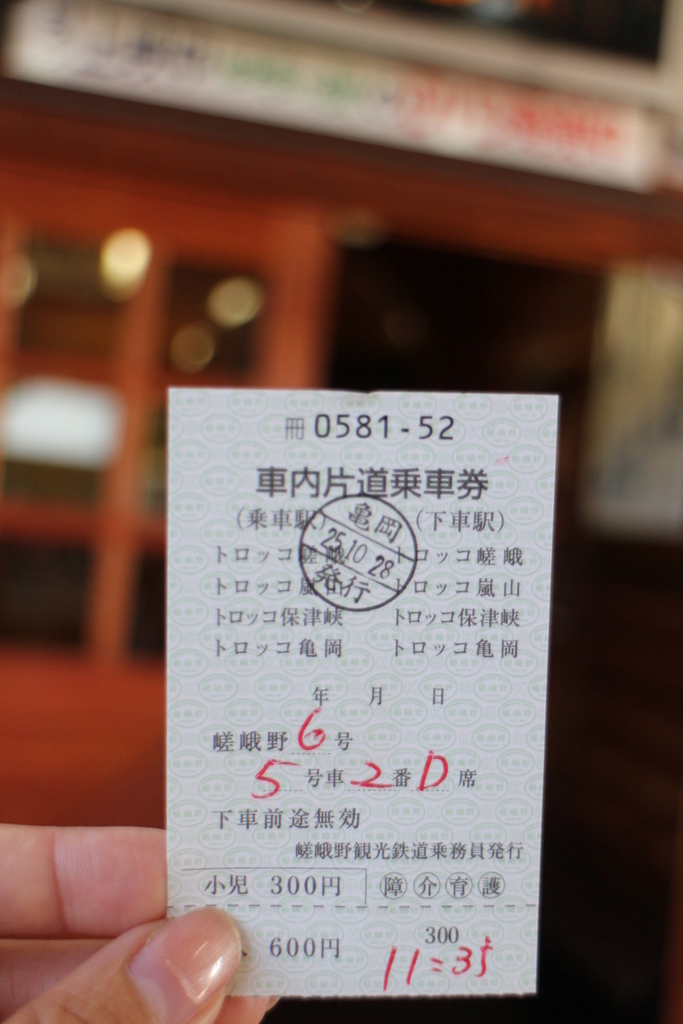 冊 0581-52
車内片道乗車券
(乗車駅) (下車駅)
亀岡
25.10.28
発行
トロッコ嵯峨 トロッコ嵯峨
トロッコ嵐山 トロッコ嵐山
トロッコ保津峡 トロッコ保津峡
トロッコ亀岡 トロッコ亀岡
年 月 日
嵯峨野 6 号
5 号車 2 番 D 席
下車前途無効
嵯峨野観光鉄道乗務員発行
小児 300円 障 介 育 護
600円 300
11:35